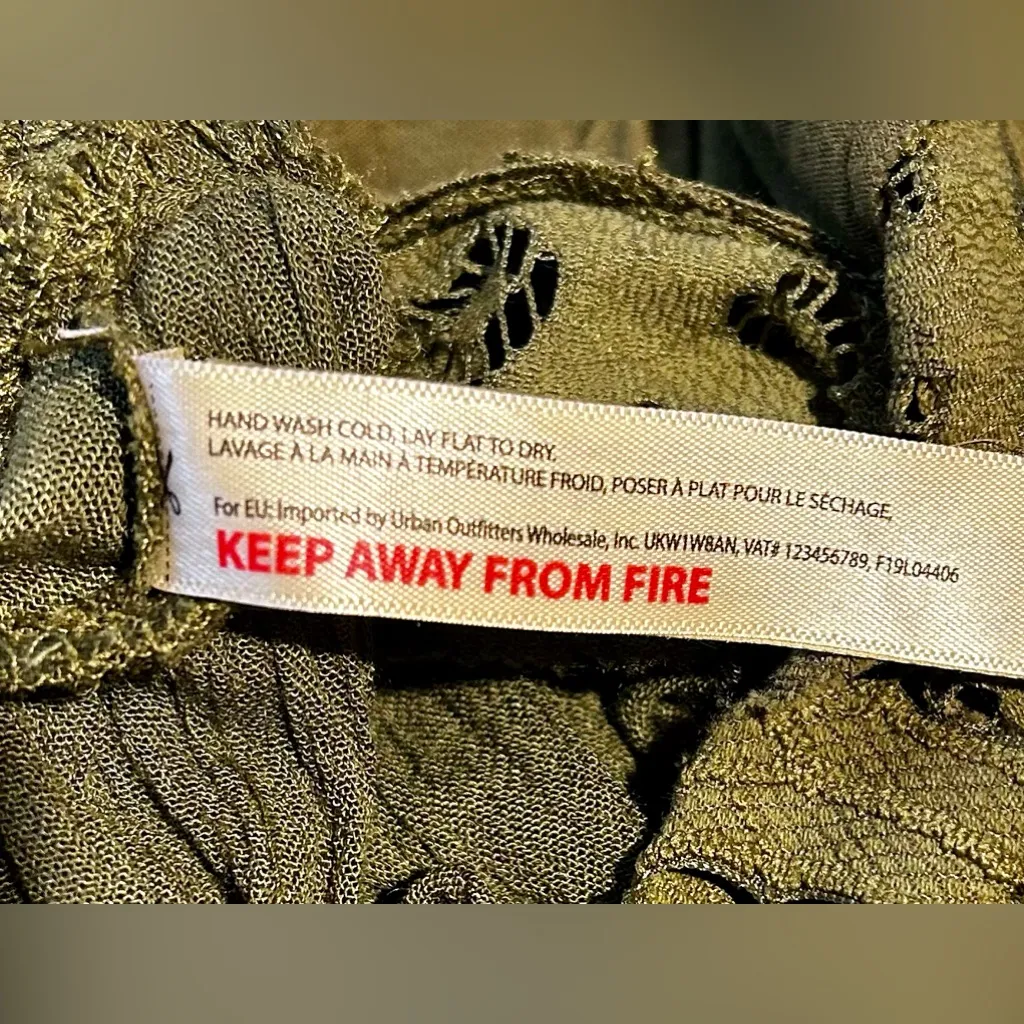 HAND WASH COLD, LAY FLAT TO DRY.
LAVAGE À LA MAIN À TEMPÉRATURE FROID, POSER À PLAT POUR LE SÉCHAGE,
For EU: Imported by Urban Outfitters Wholesale, Inc. UKW1W8AN, VAT# 123456789, F19L04406
KEEP AWAY FROM FIRE